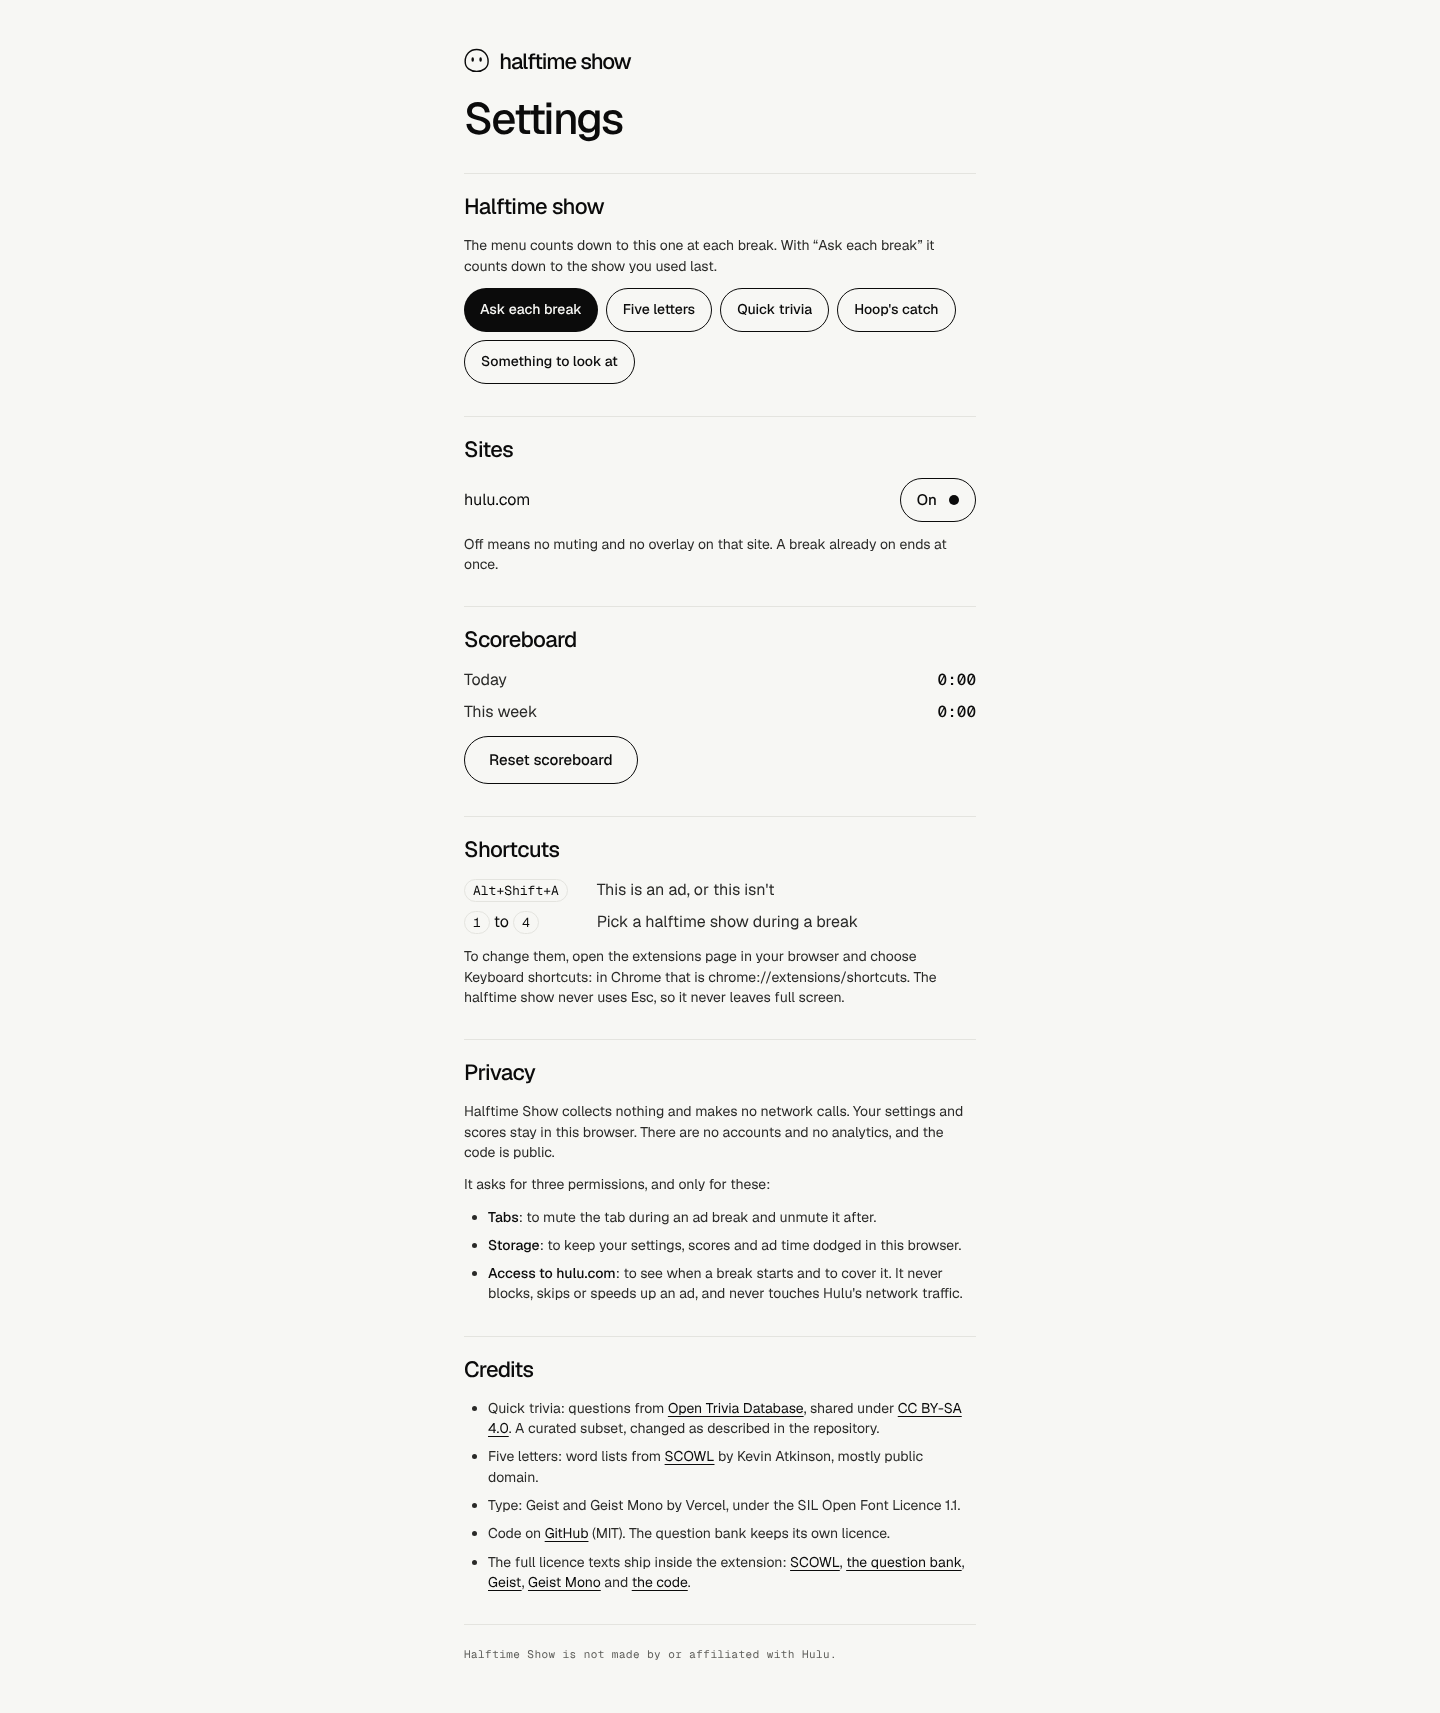 halftime show
Settings
Halftime show
The menu counts down to this one at each break. With “Ask each break” it
counts down to the show you used last.
Ask each break Five letters Quick trivia Hoop's catch
Something to look at
Sites
hulu.com On
Off means no muting and no overlay on that site. A break already on ends at
once.
Scoreboard
Today 0:00
This week 0:00
Reset scoreboard
Shortcuts
Alt+Shift+A This is an ad, or this isn't
1 to 4 Pick a halftime show during a break
To change them, open the extensions page in your browser and choose
Keyboard shortcuts: in Chrome that is chrome://extensions/shortcuts. The
halftime show never uses Esc, so it never leaves full screen.
Privacy
Halftime Show collects nothing and makes no network calls. Your settings and
scores stay in this browser. There are no accounts and no analytics, and the
code is public.
It asks for three permissions, and only for these:
• Tabs: to mute the tab during an ad break and unmute it after.
• Storage: to keep your settings, scores and ad time dodged in this browser.
• Access to hulu.com: to see when a break starts and to cover it. It never
blocks, skips or speeds up an ad, and never touches Hulu's network traffic.
Credits
• Quick trivia: questions from Open Trivia Database, shared under CC BY-SA
4.0. A curated subset, changed as described in the repository.
• Five letters: word lists from SCOWL by Kevin Atkinson, mostly public
domain.
• Type: Geist and Geist Mono by Vercel, under the SIL Open Font Licence 1.1.
• Code on GitHub (MIT). The question bank keeps its own licence.
• The full licence texts ship inside the extension: SCOWL, the question bank,
Geist, Geist Mono and the code.
Halftime Show is not made by or affiliated with Hulu.